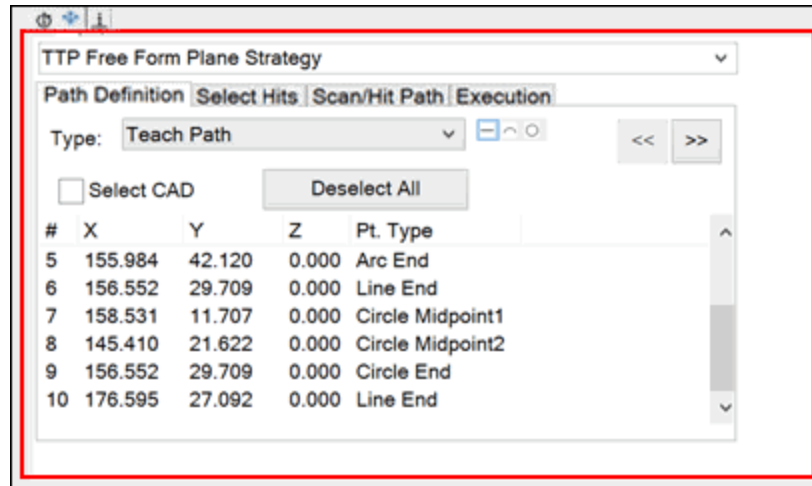 TTP Free Form Plane Strategy
Path Definition Select Hits Scan/Hit Path Execution
Type: Teach Path << >>
Select CAD Deselect All
# X Y Z Pt. Type
5 155.984 42.120 0.000 Arc End
6 156.552 29.709 0.000 Line End
7 158.531 11.707 0.000 Circle Midpoint1
8 145.410 21.622 0.000 Circle Midpoint2
9 156.552 29.709 0.000 Circle End
10 176.595 27.092 0.000 Line End